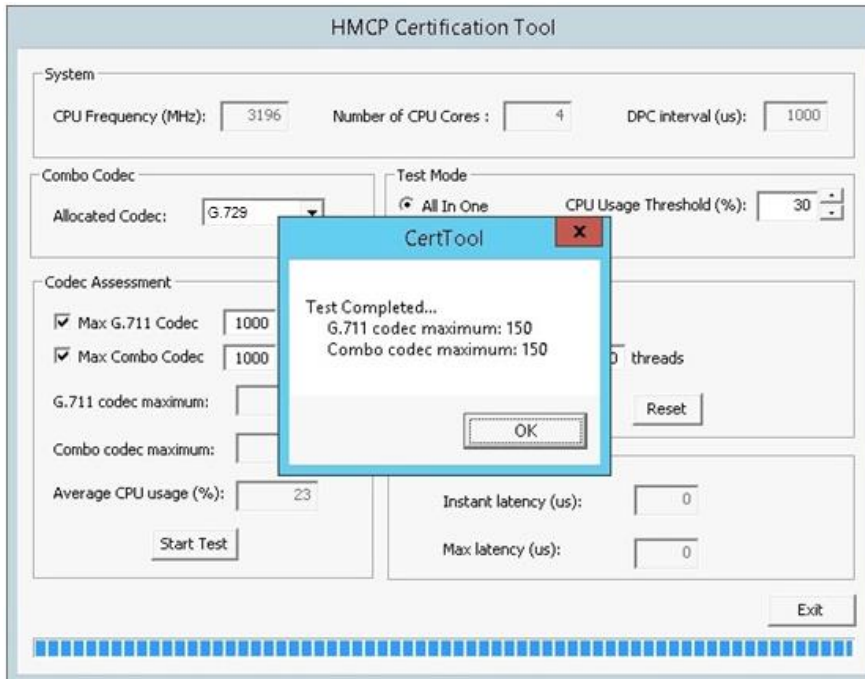 HMCP Certification Tool
System
CPU Frequency (MHz): 3196 Number of CPU Cores : 4 DPC interval (us): 1000
Combo Codec
Allocated Codec: G.729
Test Mode
All In One CPU Usage Threshold (%): 30
CertTool
x
Test Completed...
G.711 codec maximum: 150
Combo codec maximum: 150
OK
Codec Assessment
Max G.711 Codec 1000
Max Combo Codec 1000
G.711 codec maximum:
Combo codec maximum:
Average CPU usage (%): 23
Start Test
threads
Reset
Instant latency (us): 0
Max latency (us): 0
Exit